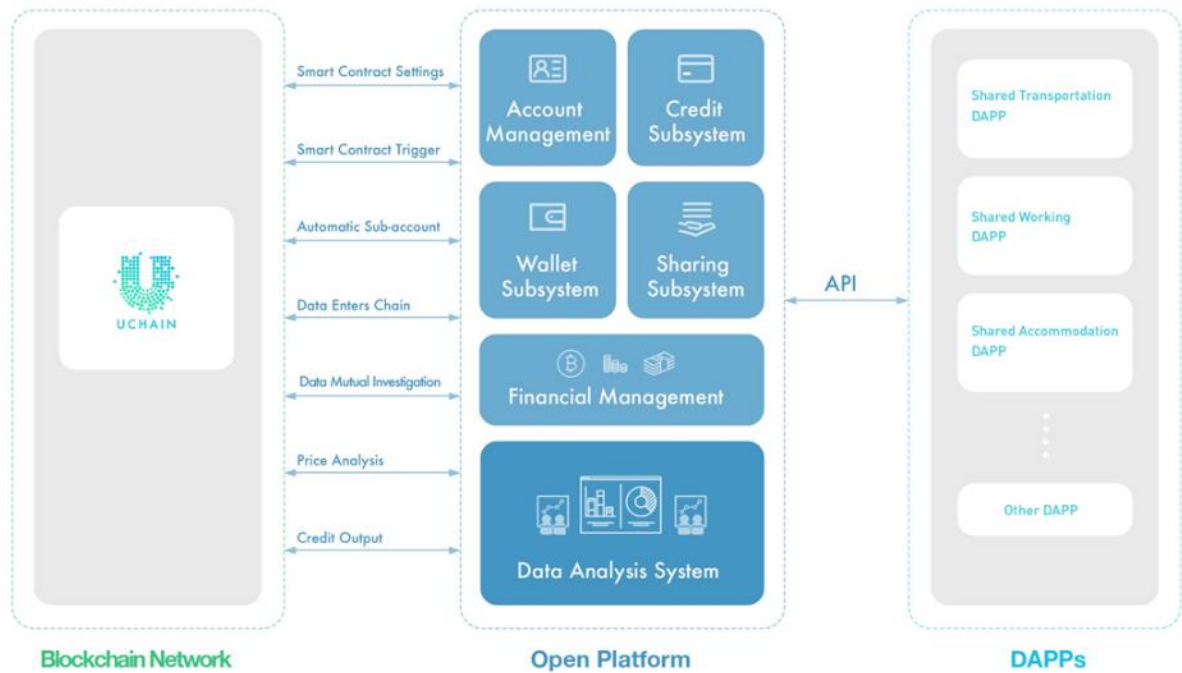 Smart Contract Settings
Smart Contract Trigger
Automatic Sub-account
Data Enters Chain
Data Mutual Investigation
Price Analysis
Credit Output
UCHAIN
Account
Management
Credit
Subsystem
Wallet
Subsystem
Sharing
Subsystem
Financial Management
Data Analysis System
API
Shared Transportation
DAPP
Shared Working
DAPP
Shared Accommodation
DAPP
Other DAPP
Blockchain Network
Open Platform
DAPPs